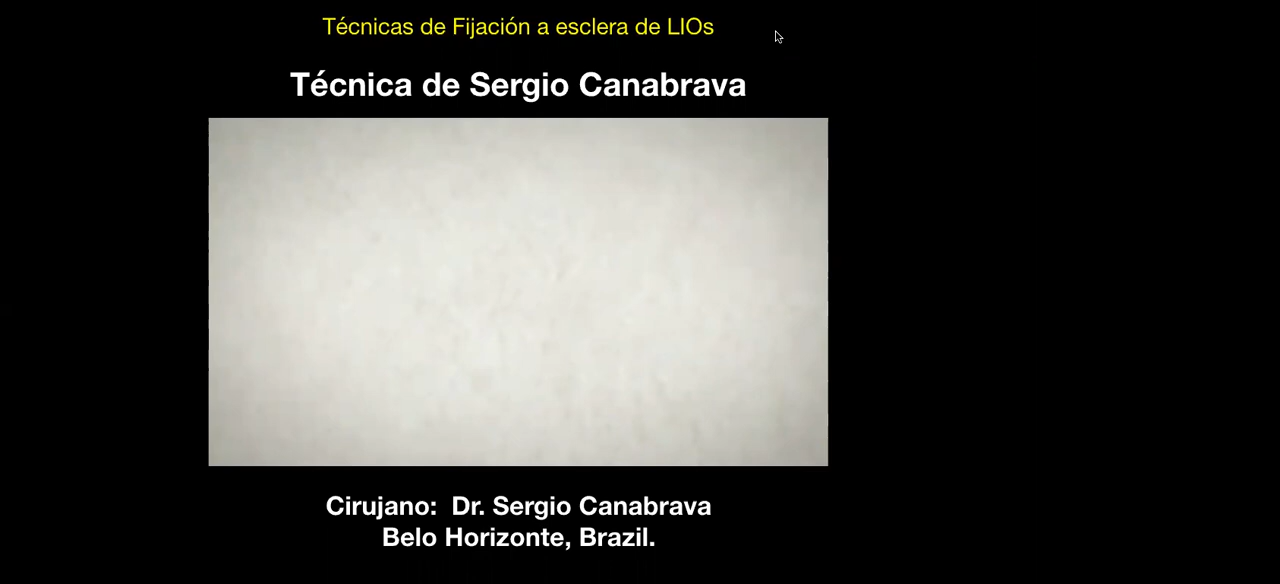 Técnicas de Fijación a esclera de LIOs
Técnica de Sergio Canabrava
Cirujano:  Dr. Sergio Canabrava
Belo Horizonte, Brazil.